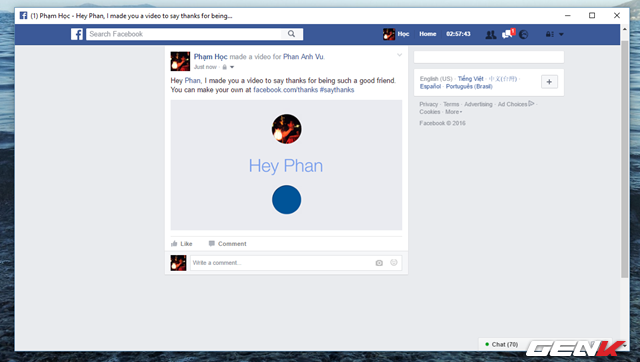 (1) Phạm Học - Hey Phan, I made you a video to say thanks for being...
Search Facebook
Học Home 02:57:43 1
Phạm Học made a video for Phan Anh Vu.
Just now
Hey Phan, I made you a video to say thanks for being such a good friend.
You can make your own at facebook.com/thanks #saythanks
Hey Phan
Like Comment
Write a comment...
English (US) · Tiếng Việt · 中文(台灣) ·
Español · Português (Brasil)
Privacy · Terms · Advertising · Ad Choices ·
Cookies · More
Facebook © 2016
Chat (70)
GENK